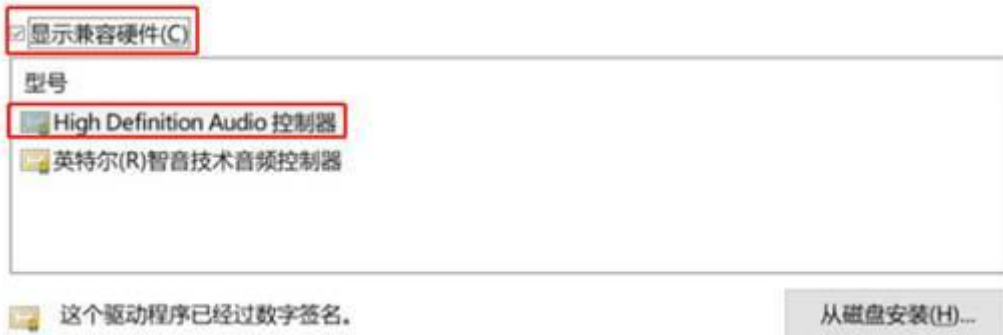 显示兼容硬件(C)
型号
High Definition Audio 控制器
英特尔(R)智音技术音频控制器
这个驱动程序已经过数字签名。
从磁盘安装(H)...